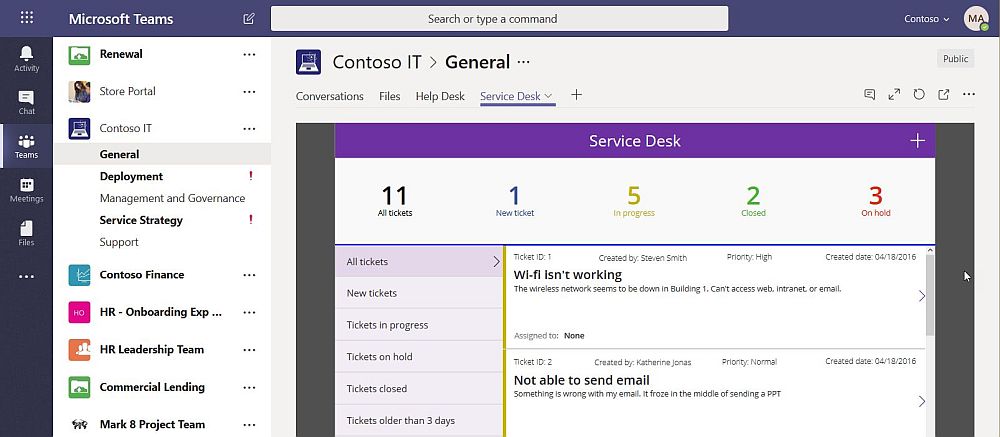 Microsoft Teams
Search or type a command
Contoso
MA
Activity
Chat
Teams
Meetings
Files
Renewal
Store Portal
Contoso IT
General
Deployment !
Management and Governance
Service Strategy !
Support
Contoso Finance
HO HR - Onboarding Exp ...
HR Leadership Team
Commercial Lending
Mark 8 Project Team
Contoso IT > General ...
Public
Conversations Files Help Desk Service Desk
Service Desk
11 1 5 2 3
All tickets New ticket In progress Closed On hold
All tickets
New tickets
Tickets in progress
Tickets on hold
Tickets closed
Tickets older than 3 days
Ticket ID: 1 Created by: Steven Smith Priority: High Created date: 04/18/2016
Wi-fi isn't working
The wireless network seems to be down in Building 1. Can't access web, intranet, or email.
Assigned to: None
Ticket ID: 2 Created by: Katherine Jonas Priority: Normal Created date: 04/18/2016
Not able to send email
Something is wrong with my email. It froze in the middle of sending a PPT